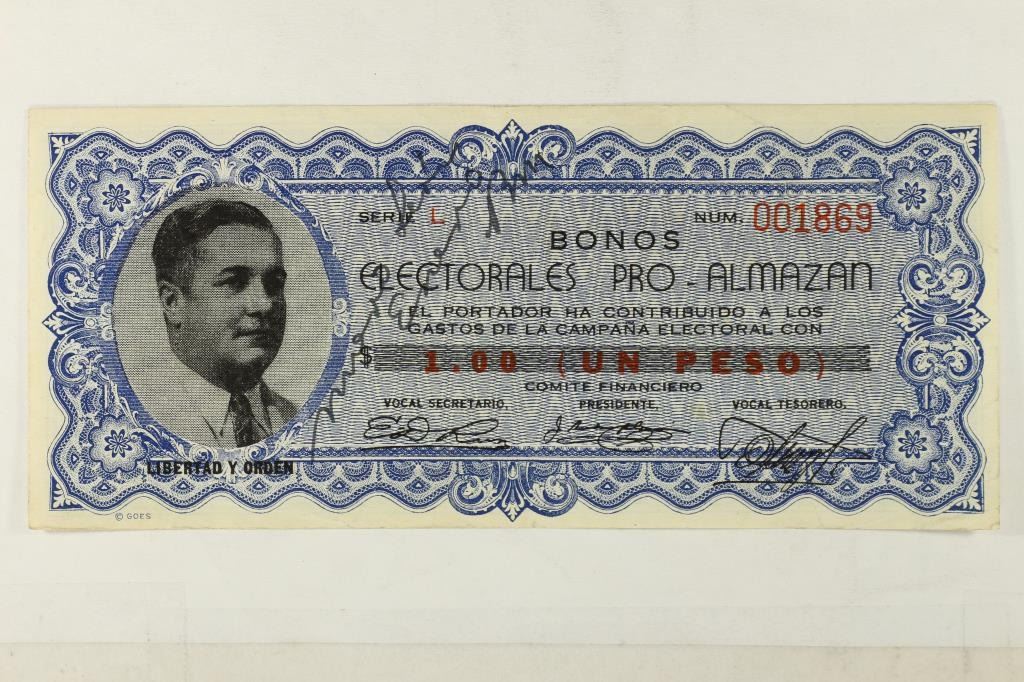 SERIE L NUM. 001869
BONOS
ELECTORALES PRO-ALMAZAN
EL PORTADOR HA CONTRIBUIDO A LOS
GASTOS DE LA CAMPAÑA ELECTORAL CON
$ 1.00 (UN PESO)
COMITE FINANCIERO
VOCAL SECRETARIO, PRESIDENTE, VOCAL TESORERO,
LIBERTAD Y ORDEN
© GOES